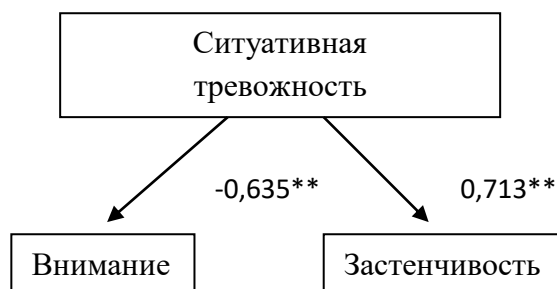 Ситуативная
тревожность
-0,635**
0,713**
Внимание
Застенчивость